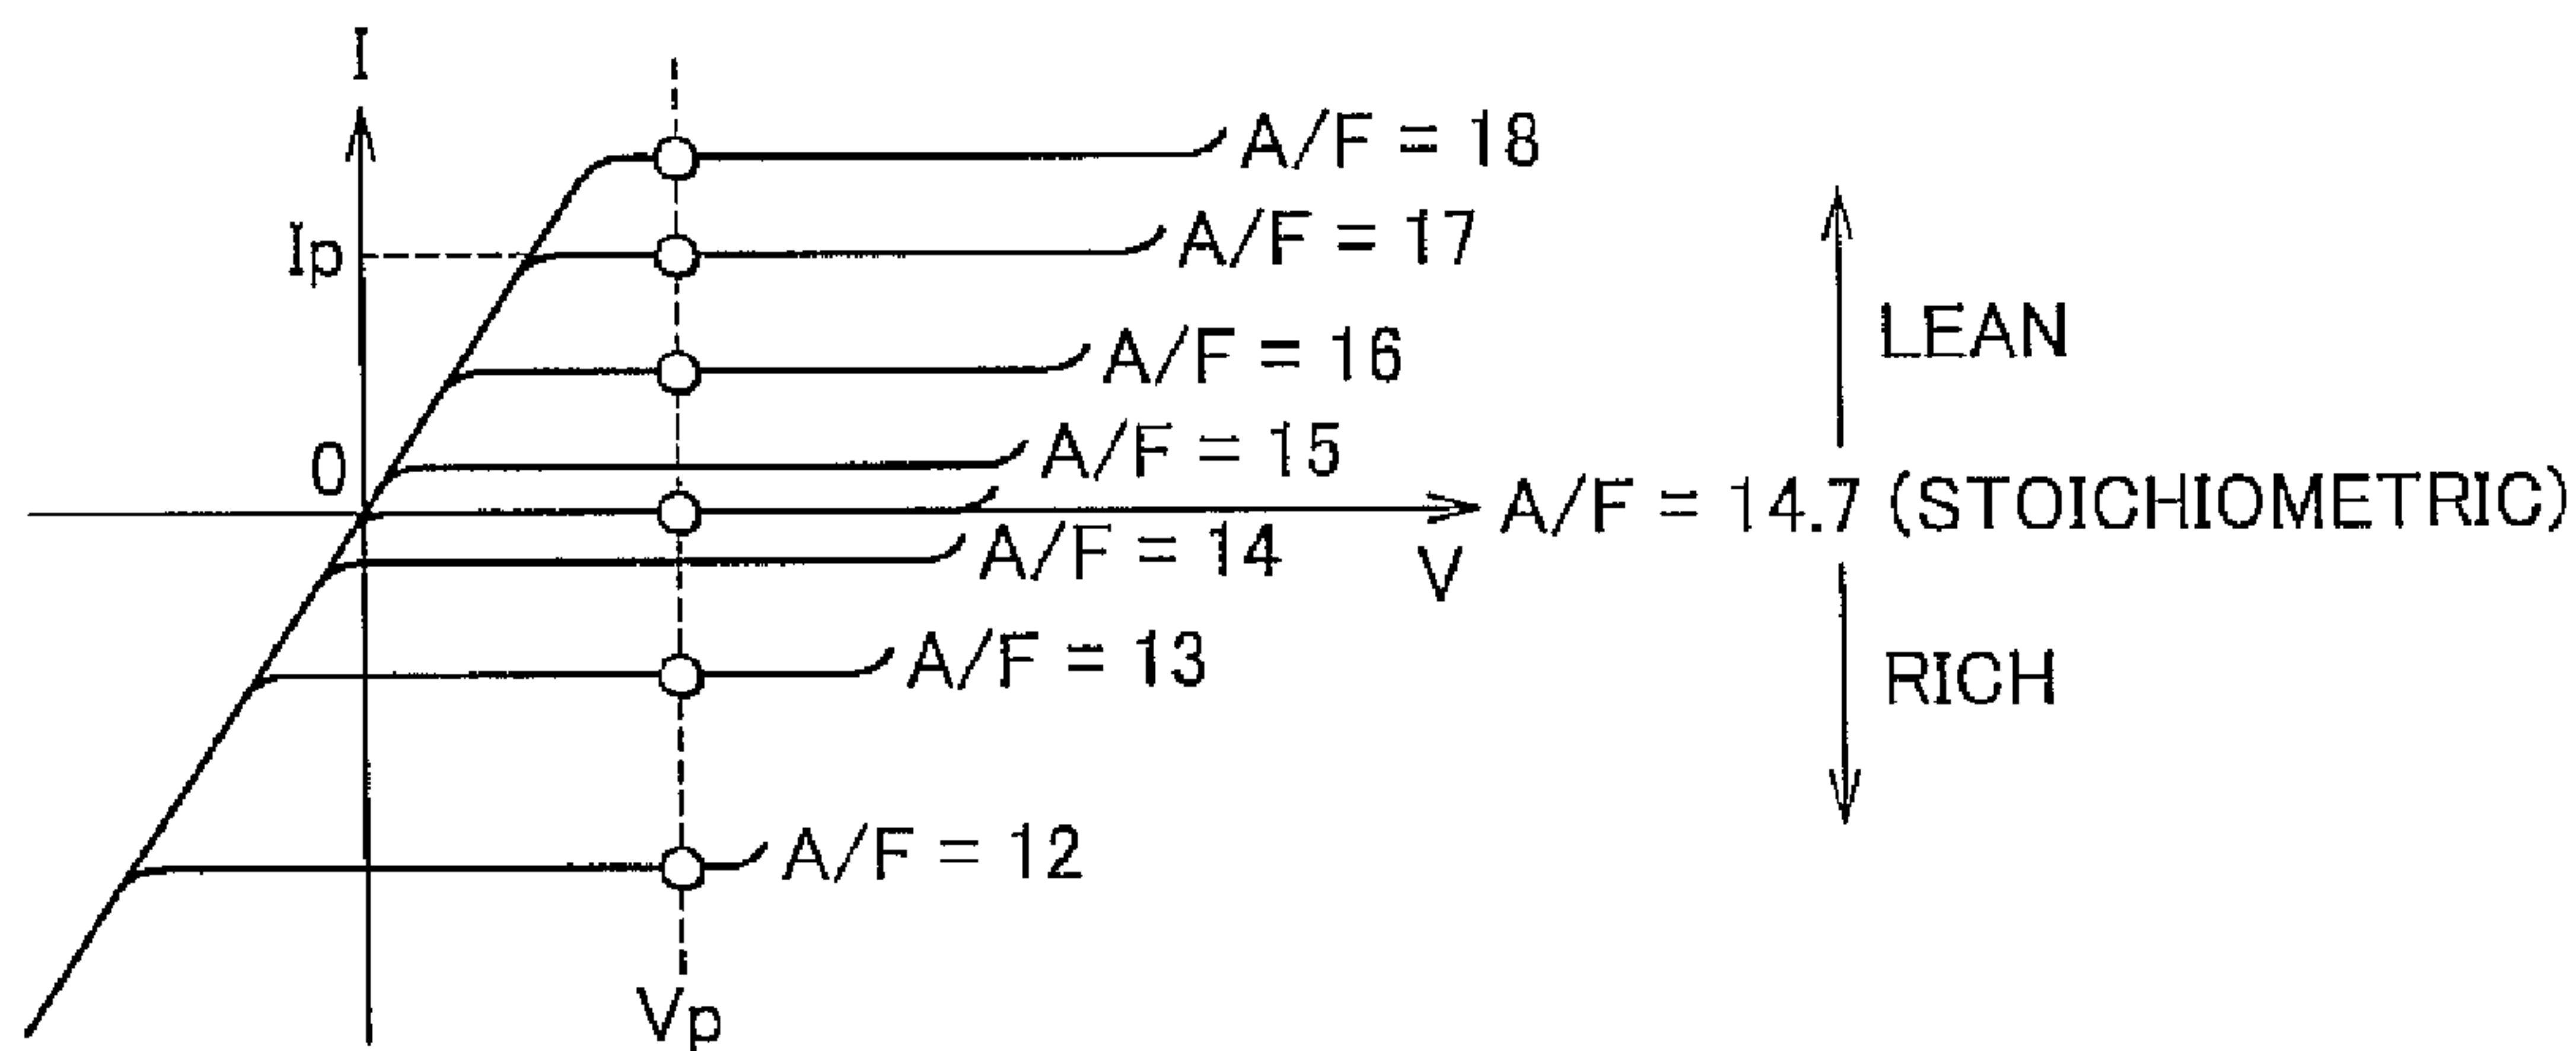 I
A/F = 18
A/F = 17
Ip
A/F = 16
LEAN
A/F = 15
0
A/F = 14.7 (STOICHIOMETRIC)
A/F = 14
V
A/F = 13
RICH
A/F = 12
Vp